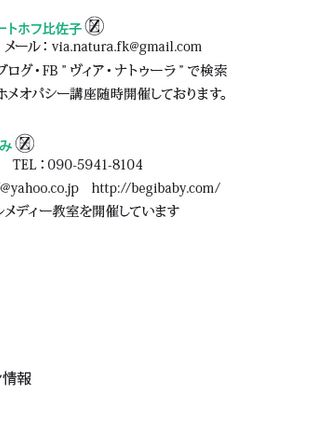 ートホフ比佐子
メール：via.natura.fk@gmail.com
ブログ・FB ” ヴィア・ナトゥーラ ” で検索
ホメオパシー講座随時開催しております。
み
TEL：090-5941-8104
@yahoo.co.jp http://begibaby.com/
レメディー教室を開催しています
情報